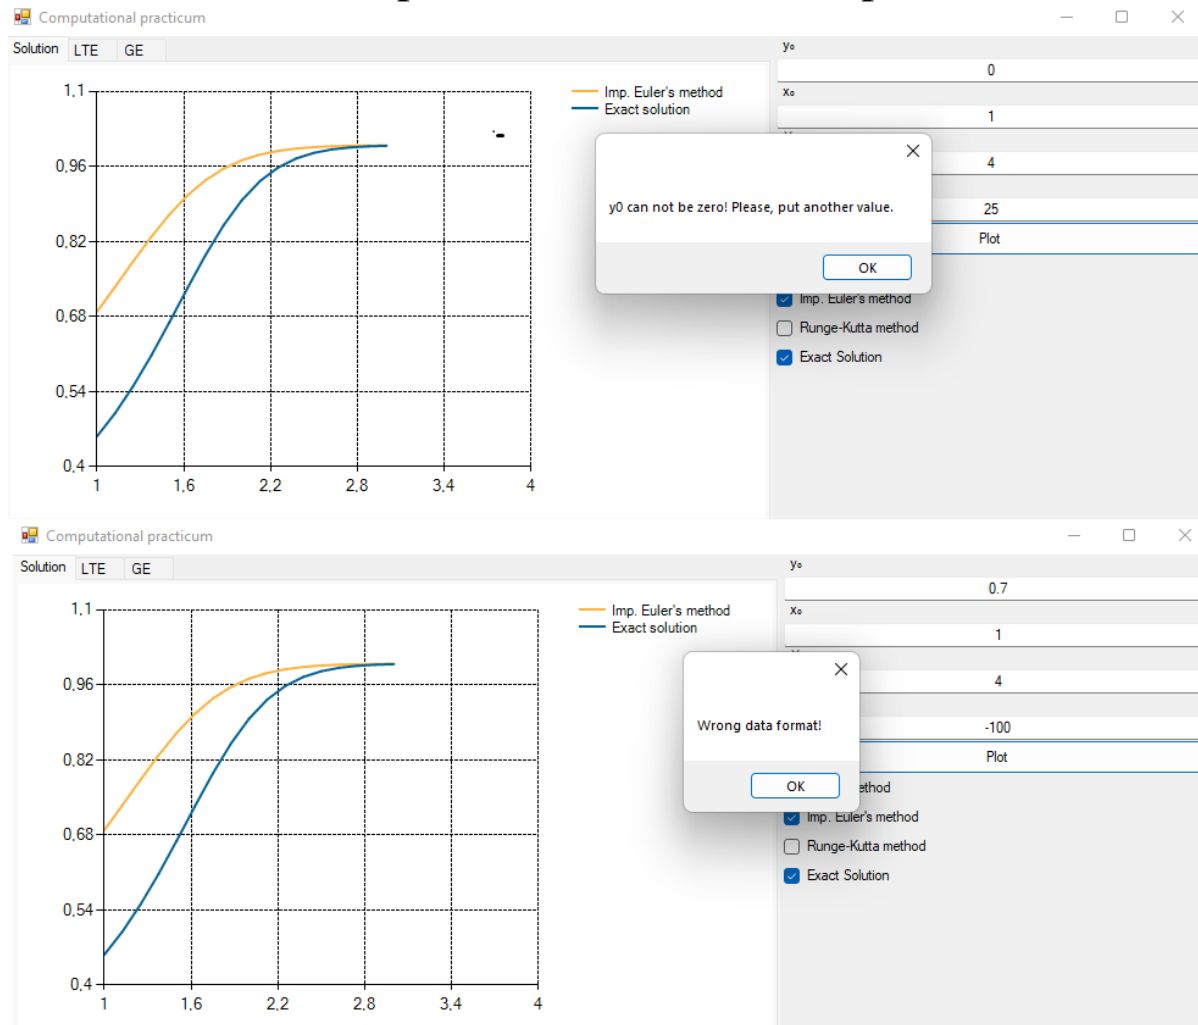 Computational practicum
Solution LTE GE
y₀
0
x₀
1
4
25
Plot
Imp. Euler's method
Runge-Kutta method
Exact Solution
Imp. Euler's method
Exact solution
1,1
0,96
0,82
0,68
0,54
0,4
1 1,6 2,2 2,8 3,4 4
y0 can not be zero! Please, put another value.
OK
Computational practicum
Solution LTE GE
y₀
0.7
x₀
1
4
-100
Plot
Imp. Euler's method
Runge-Kutta method
Exact Solution
Imp. Euler's method
Exact solution
1,1
0,96
0,82
0,68
0,54
0,4
1 1,6 2,2 2,8 3,4 4
Wrong data format!
OK